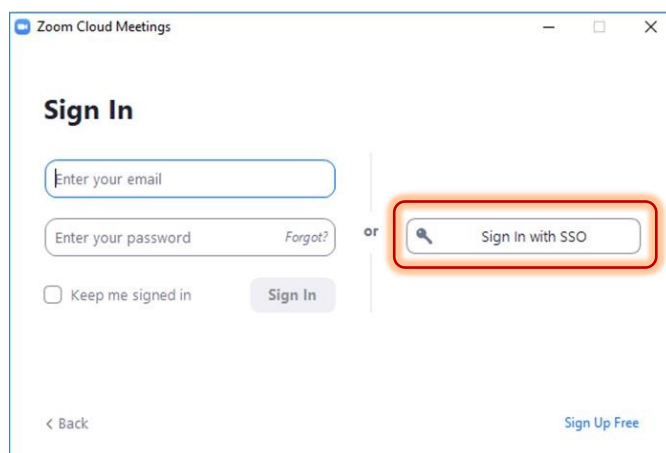 Zoom Cloud Meetings
Sign In
Enter your email
Enter your password Forgot?
or
Sign In with SSO
Keep me signed in
Sign In
< Back
Sign Up Free